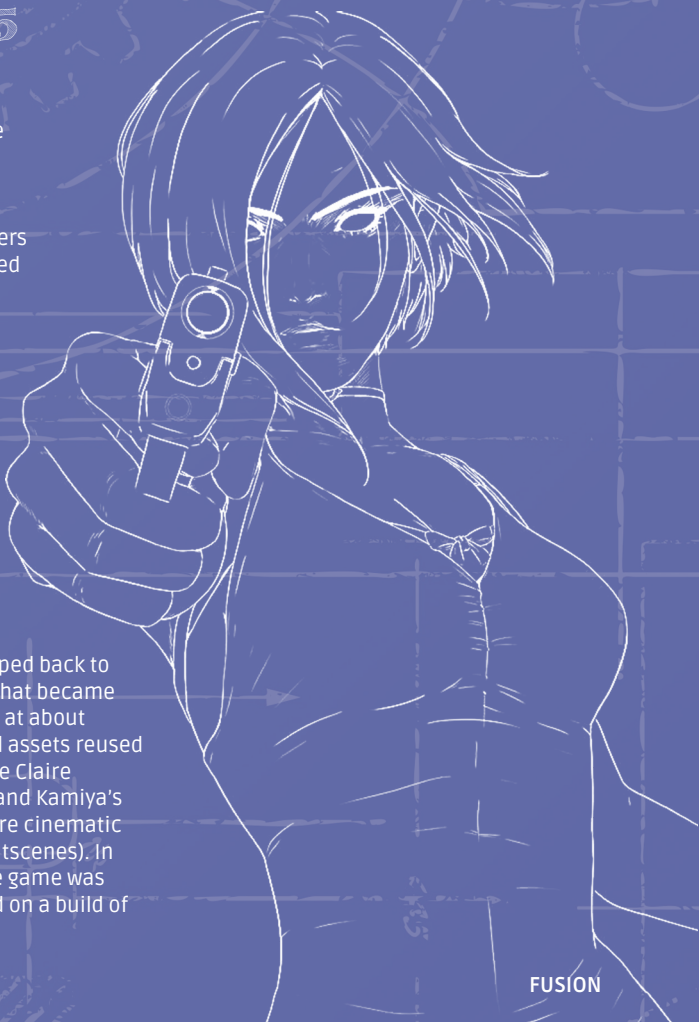 5
e
ers
ed
ped back to
hat became
at about
l assets reused
e Claire
and Kamiya's
re cinematic
tscenes). In
e game was
d on a build of
FUSION